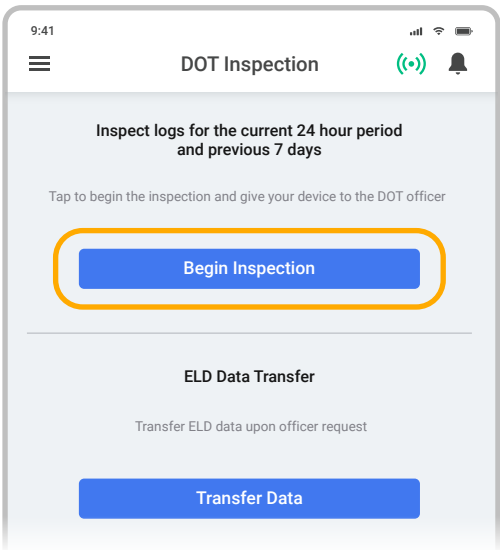 9:41
DOT Inspection
Inspect logs for the current 24 hour period
and previous 7 days
Tap to begin the inspection and give your device to the DOT officer
Begin Inspection
ELD Data Transfer
Transfer ELD data upon officer request
Transfer Data